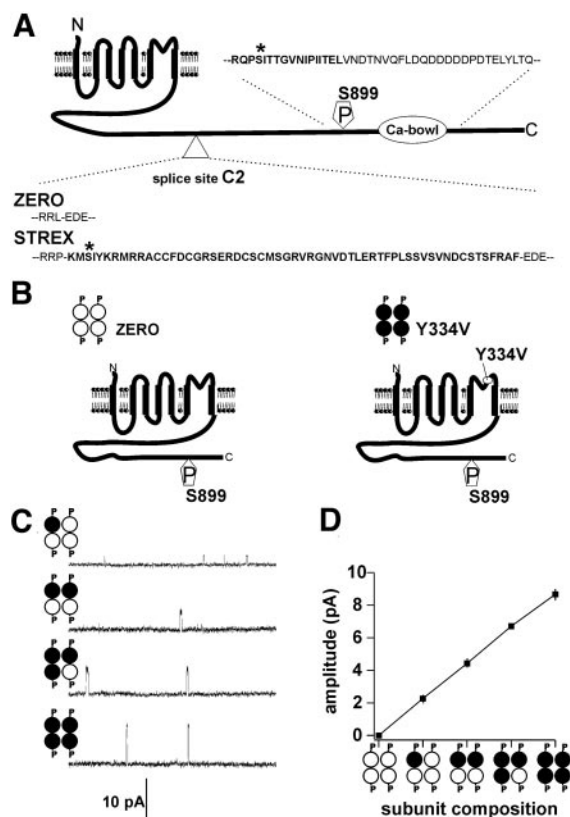 A
N
*
--RQPSITTGVNIPIITELVNDTNVQFLDQDDDDDPDTELYLTQ--
S899
P
Ca-bowl
C
splice site C2
ZERO
--RRL-EDE--
STREX
*
--RRP-KMSIYKRMRRACCFDCGRSERDCSCMSGRVRGNVDTLERTFPLSSVSVNDCSTSFRAF-EDE--
B
P P
ZERO
P P
N
C
P
S899
P P
Y334V
P P
Y334V
N
C
P
S899
C
P P
P P
P P
P P
P P
P P
P P
P P
10 pA
D
amplitude (pA)
10
8
6
4
2
0
P P P P P P P P P P
P P P P P P P P P P
subunit composition